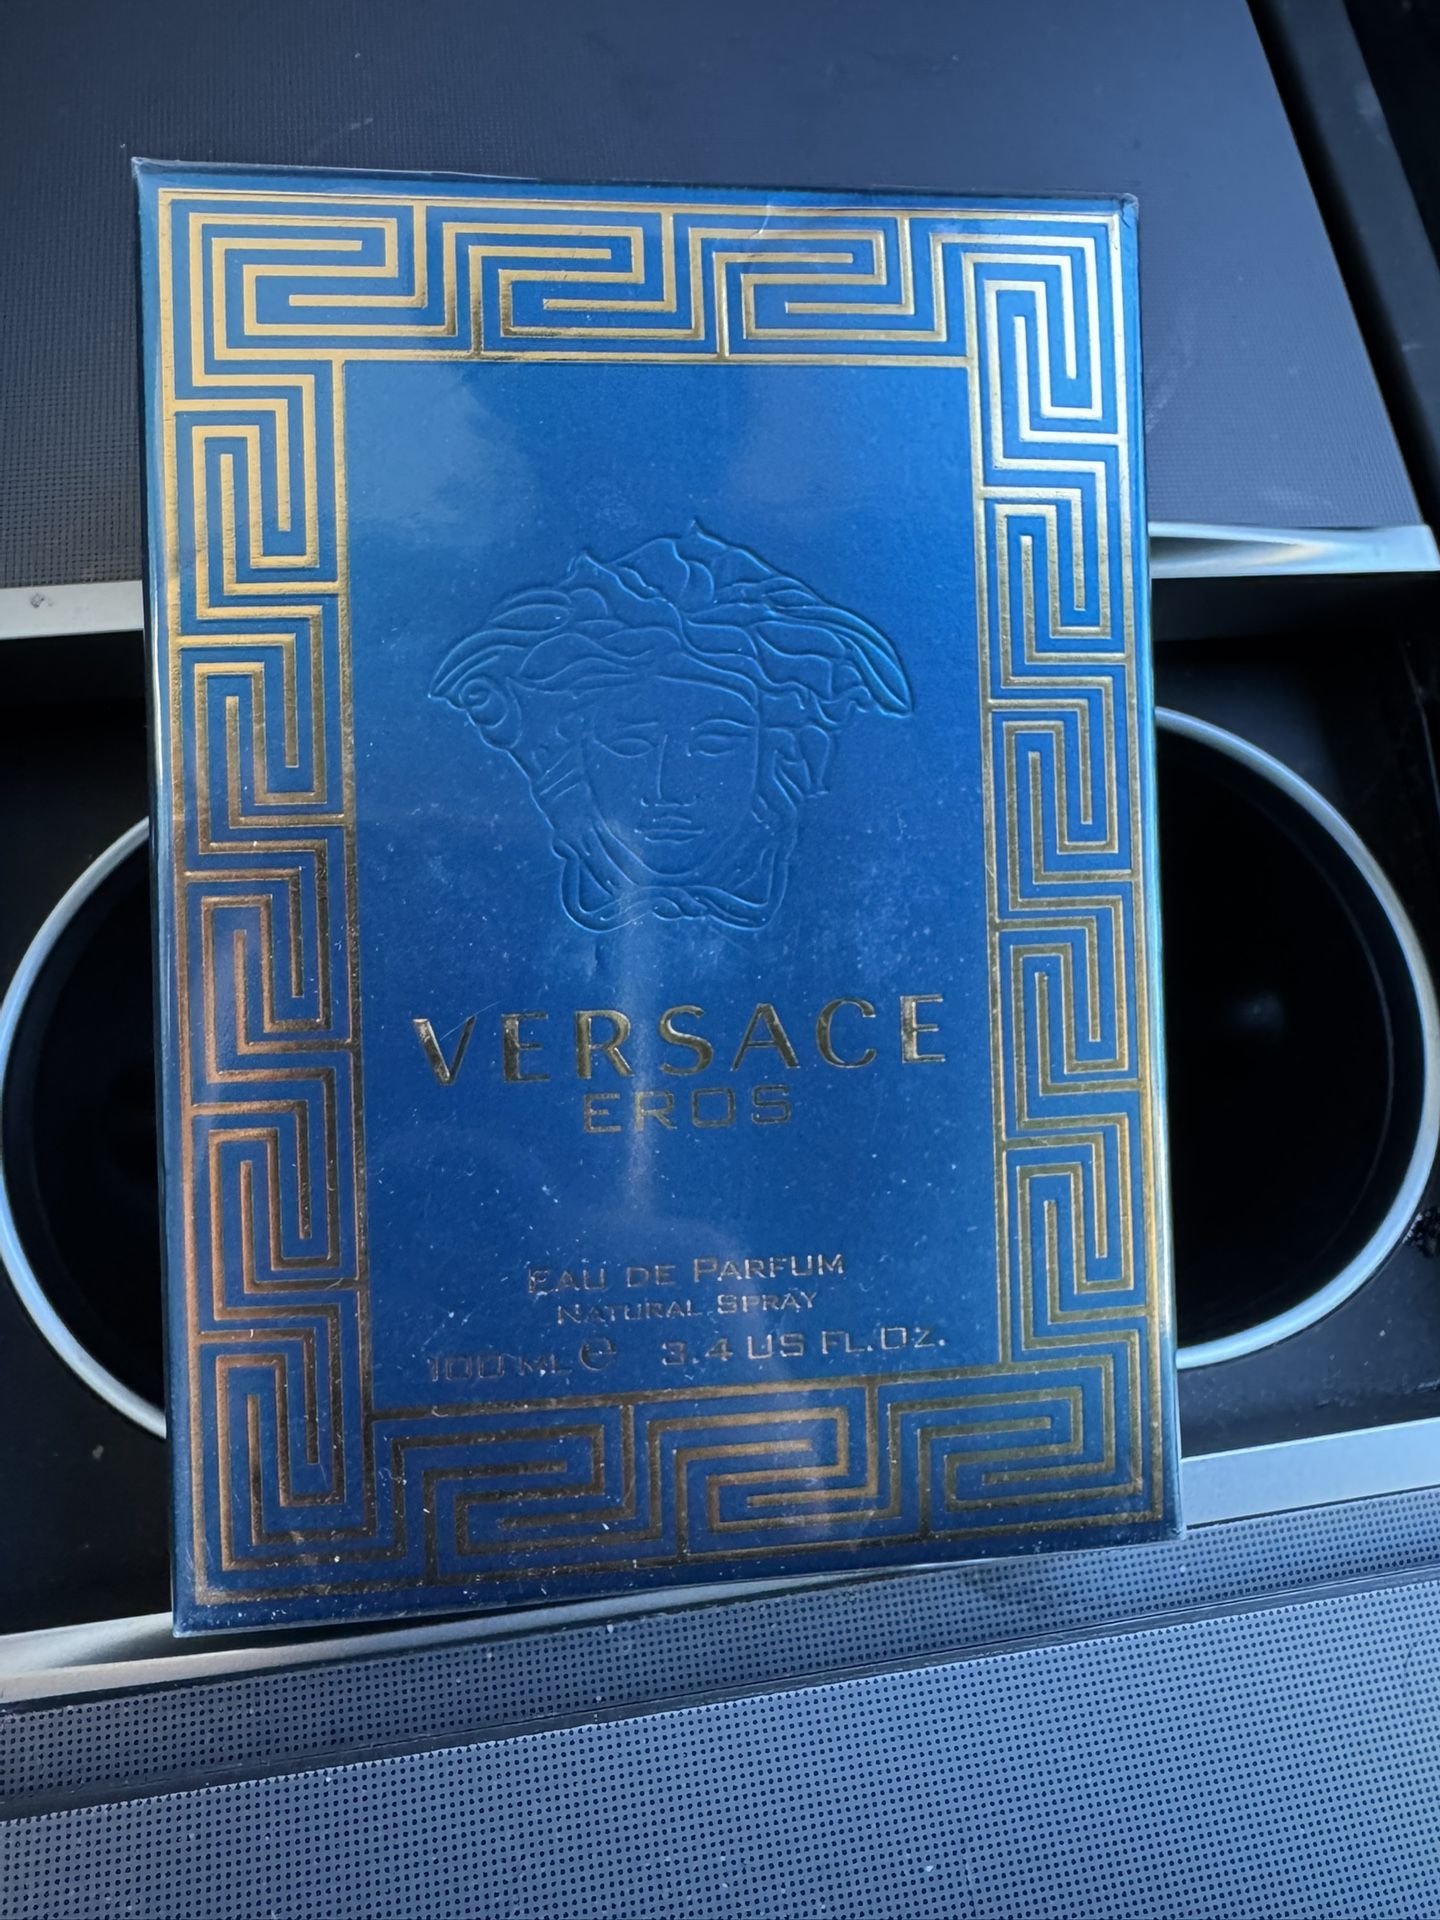 VERSACE
EROS
EAU DE PARFUM
NATURAL SPRAY
100 ML ℮ 3.4 US FL.OZ.